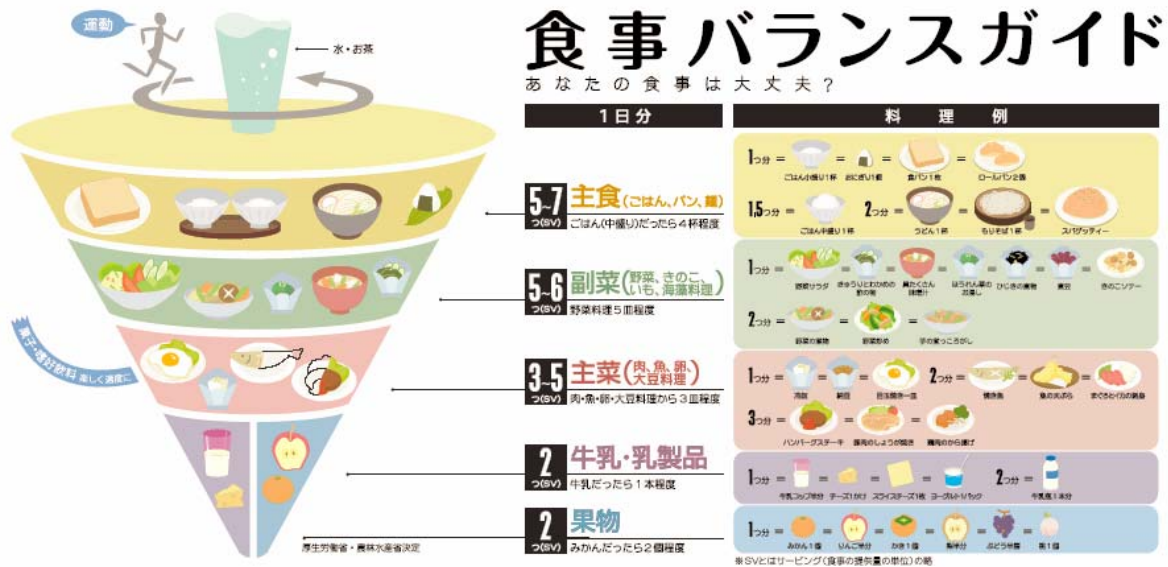 運動
水・お茶
食事バランスガイド
あなたの食事は大丈夫?
1日分
料理例
5~7
つ(SV)
主食(ごはん、パン、麺)
ごはん(中盛り)だったら4杯程度
5~6
つ(SV)
副菜(野菜、きのこ、
いも、海藻料理)
野菜料理5皿程度
3~5
つ(SV)
主菜(肉、魚、卵、
大豆料理)
肉・魚・卵・大豆料理から3皿程度
2
つ(SV)
牛乳・乳製品
牛乳だったら1本程度
2
つ(SV)
果物
みかんだったら2個程度
菓子・嗜好飲料 楽しく適度に
厚生労働省・農林水産省決定
1つ分 = ごはん小盛り1杯 = おにぎり1個 = 食パン1枚 = ロールパン2個
1.5つ分 = ごはん中盛り1杯 2つ分 = うどん1杯 = もりそば1杯 = スパゲッティー
1つ分 = 野菜サラダ = きゅうりとわかめの酢の物 = 具たくさん味噌汁 = ほうれん草のお浸し = ひじきの煮物 = 煮豆 = きのこソテー
2つ分 = 野菜の煮物 = 野菜炒め = 芋の煮っころがし
1つ分 = 冷奴 = 納豆 = 目玉焼き一皿 2つ分 = 焼き魚 = 魚の天ぷら = まぐろとイカの刺身
3つ分 = ハンバーグステーキ = 豚肉のしょうが焼き = 鶏肉のから揚げ
1つ分 = 牛乳コップ半分 = チーズ1かけ = スライスチーズ1枚 = ヨーグルト1パック 2つ分 = 牛乳瓶1本分
1つ分 = みかん1個 = りんご半分 = かき1個 = 梨半分 = ぶどう半房 = 桃1個
※SVとはサービング(食事の提供量の単位)の略